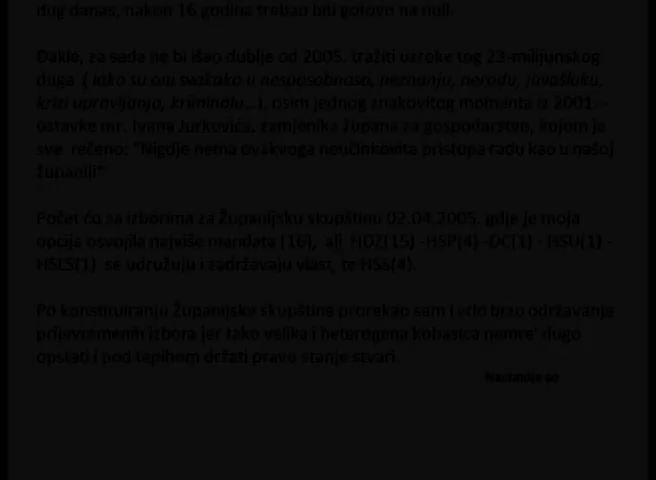 dug danas, nakon 16 godina trebao biti gotovo na nuli.
Dakle, za sada ne bi išao dublje od 2005. tražiti uzroke tog 23-milijunskog
duga ( iako su oni svakako u nesposobnosti, neznanju, neradu, javašluku,
krizi upravljanja, kriminalu...), osim jednog znakovitog momenta iz 2001. -
ostavke mr. Ivana Jurkovića, zamjenika župana za gospodarstvo, kojom je
sve rečeno: "Nigdje nema ovakvoga neučinkovita pristupa radu kao u našoj
županiji"
Počet ću sa izborima za Županijsku skupštinu 02.04.2005. gdje je moja
opcija osvojila najviše mandata (16), ali HDZ(15) -HSP(4) -DC(1) - HSU(1) -
HSLS(1) se udružuju i zadržavaju vlast, te HSS(4).
Po konstituiranju Županijske skupštine prorekao sam i vrlo brzo održavanje
prijevremenih izbora jer tako velika i heterogena kobasica nemre' dugo
opstati i pod tepihom držati pravo stanje stvari.
Nastavlja se